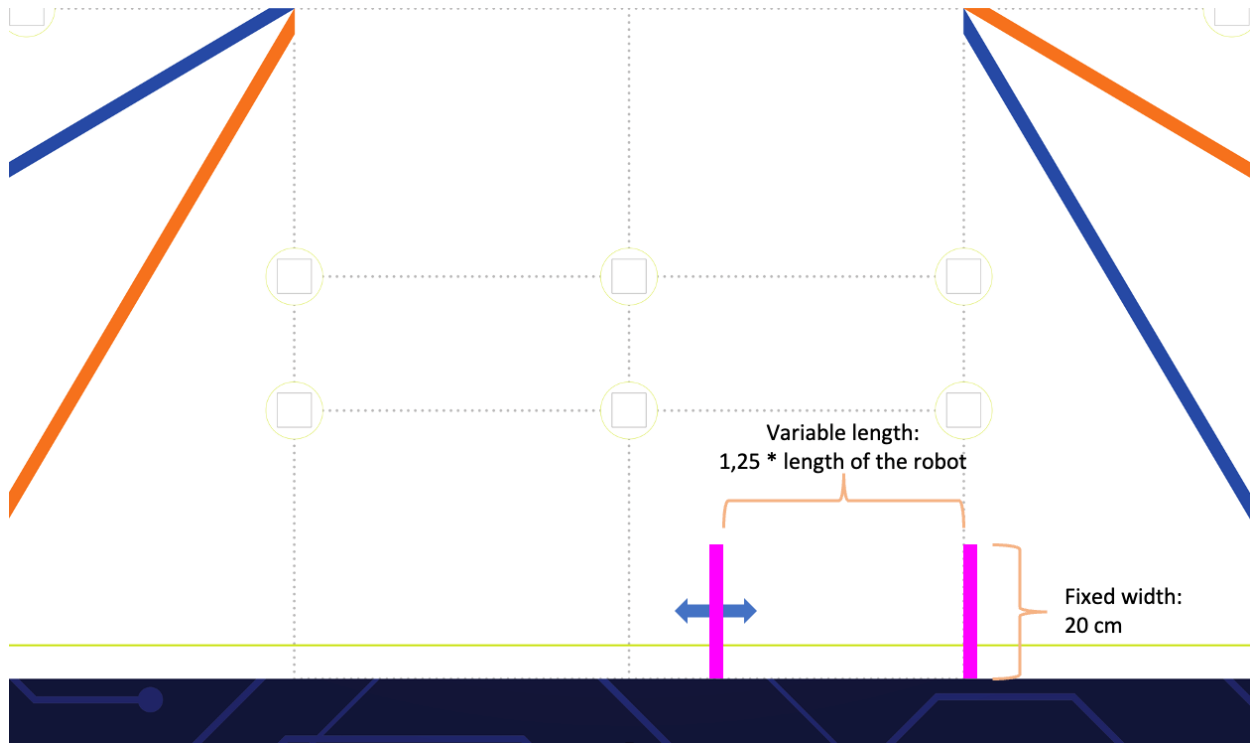 Variable length:
1,25 * length of the robot
Fixed width:
20 cm